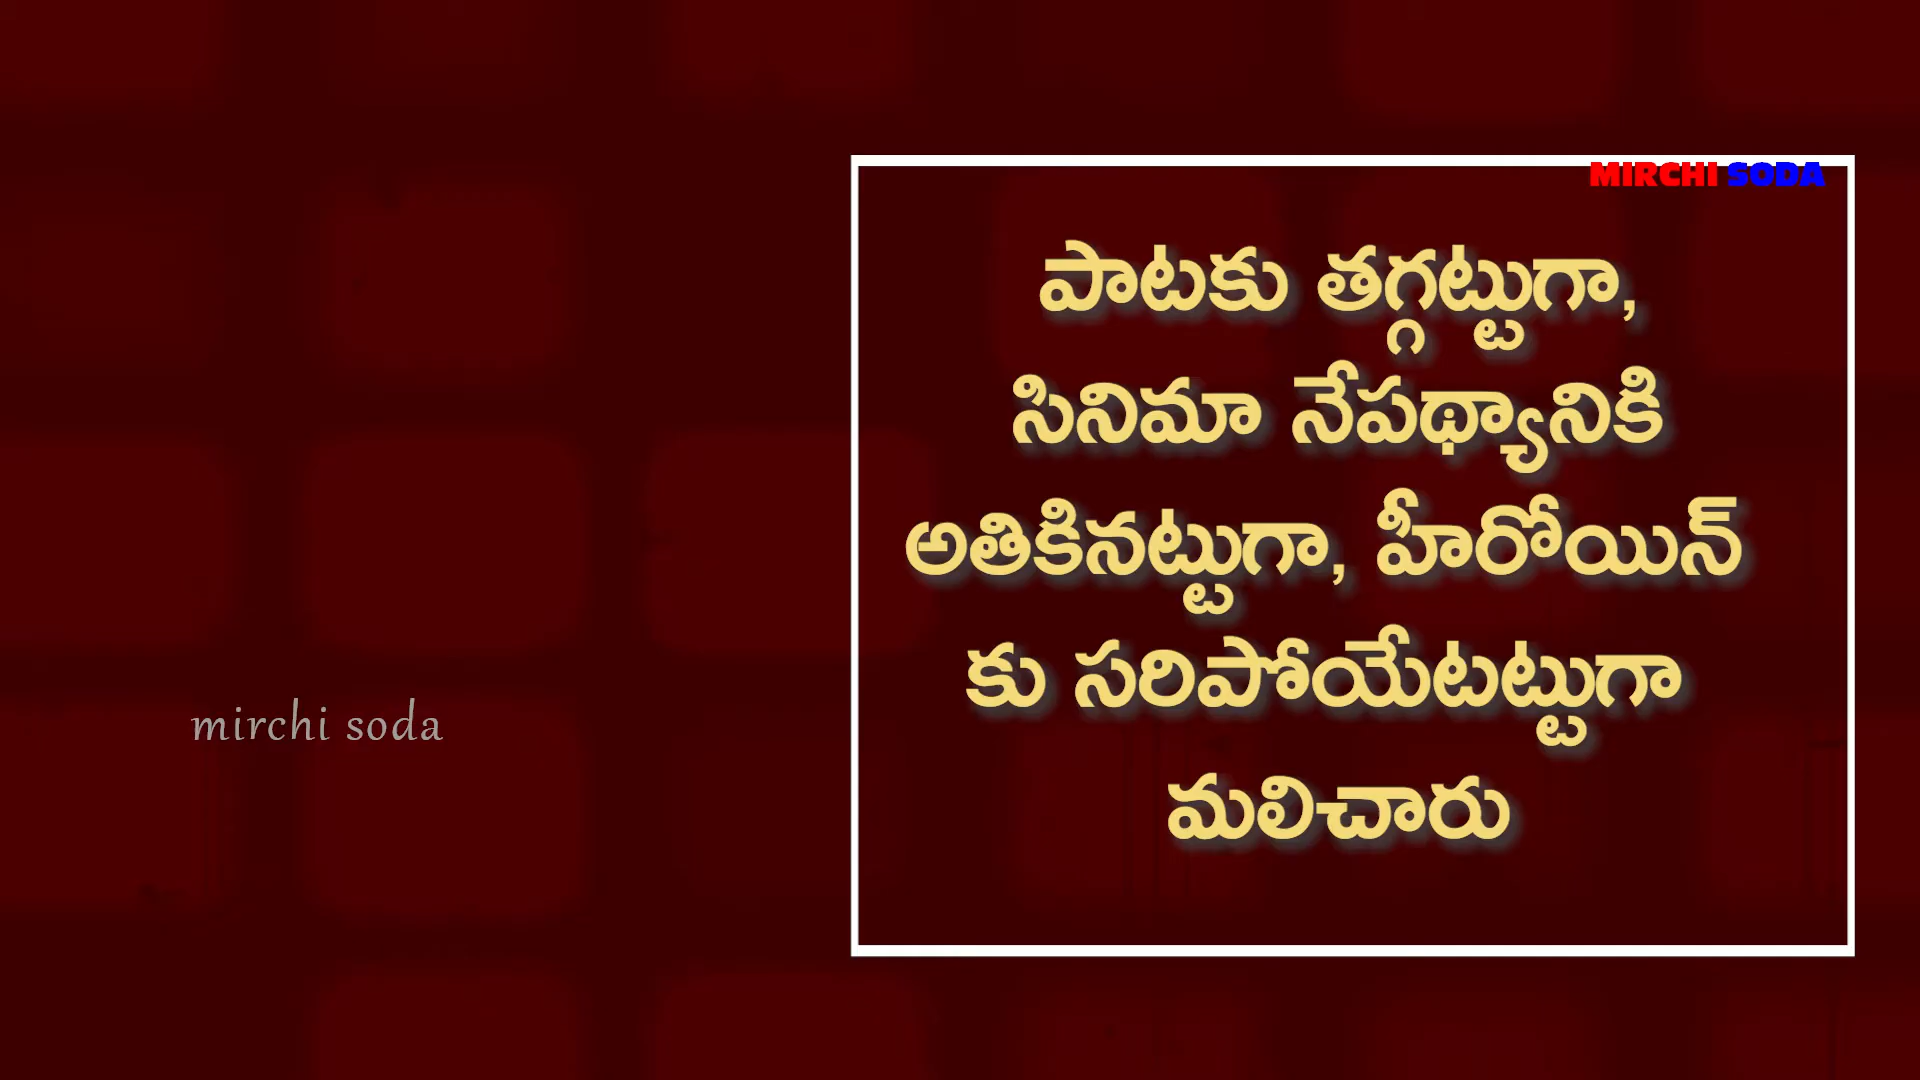 MIRCHI SODA
పాటకు తగ్గట్టుగా,
సినిమా నేపథ్యానికి
అతికినట్టుగా, హీరోయిన్
కు సరిపోయేటట్టుగా
మలిచారు
mirchi soda